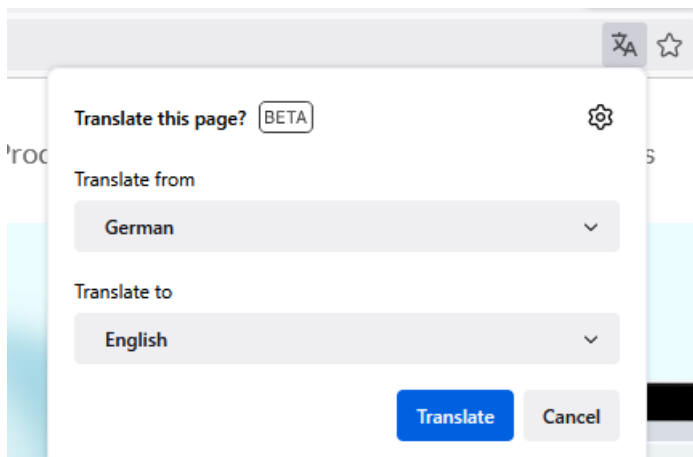 Translate this page? BETA
Translate from
German
Translate to
English
Translate Cancel